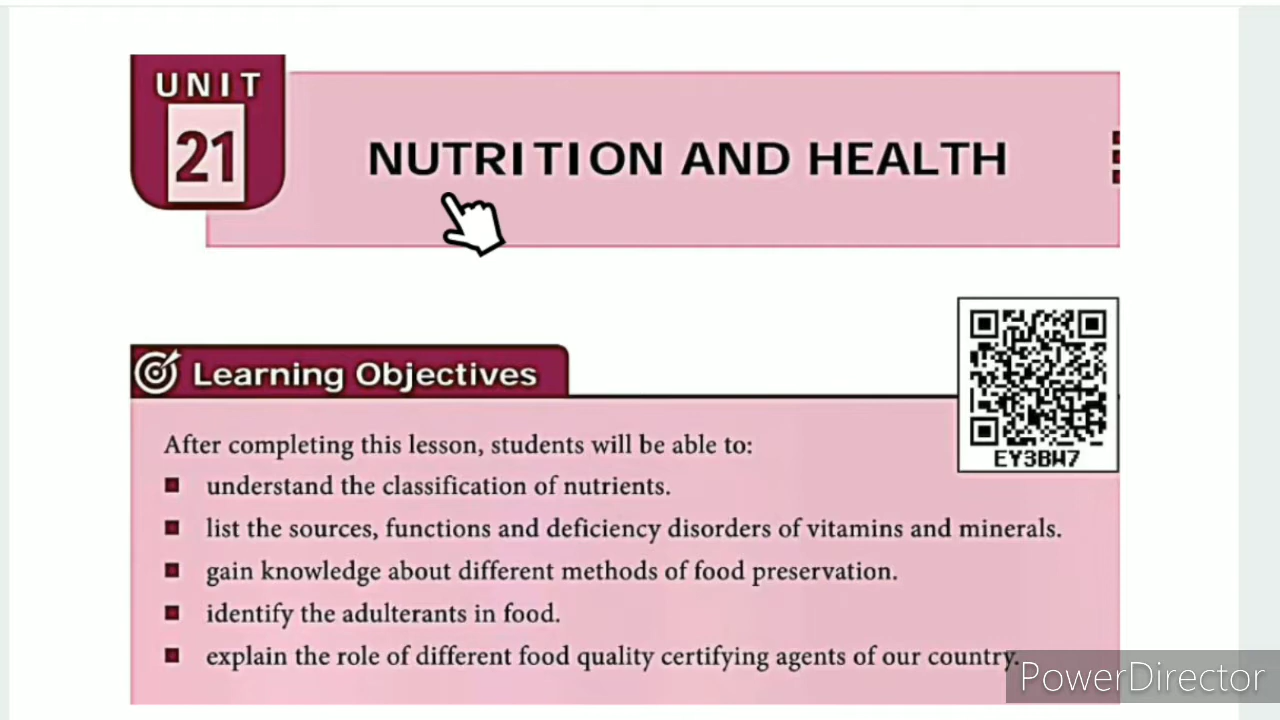 UNIT
21
NUTRITION AND HEALTH
EY3BW7
Learning Objectives
After completing this lesson, students will be able to:
understand the classification of nutrients.
list the sources, functions and deficiency disorders of vitamins and minerals.
gain knowledge about different methods of food preservation.
identify the adulterants in food.
explain the role of different food quality certifying agents of our country.
PowerDirector